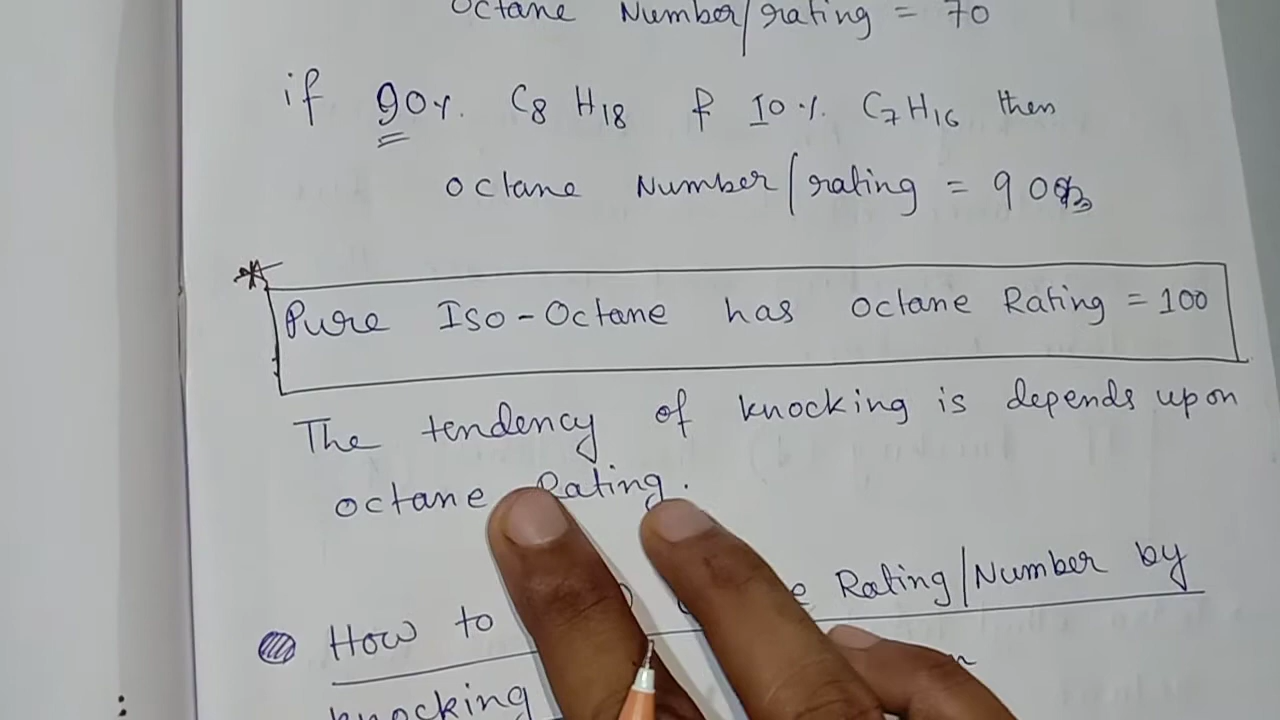 Octane Number/rating = 70
if 90%. C8 H18 & 10%. C7H16 then
octane Number/rating = 90
Pure Iso-Octane has octane Rating = 100
The tendency of knocking is depends upon
octane Rating.
How to Rating/Number by
knocking